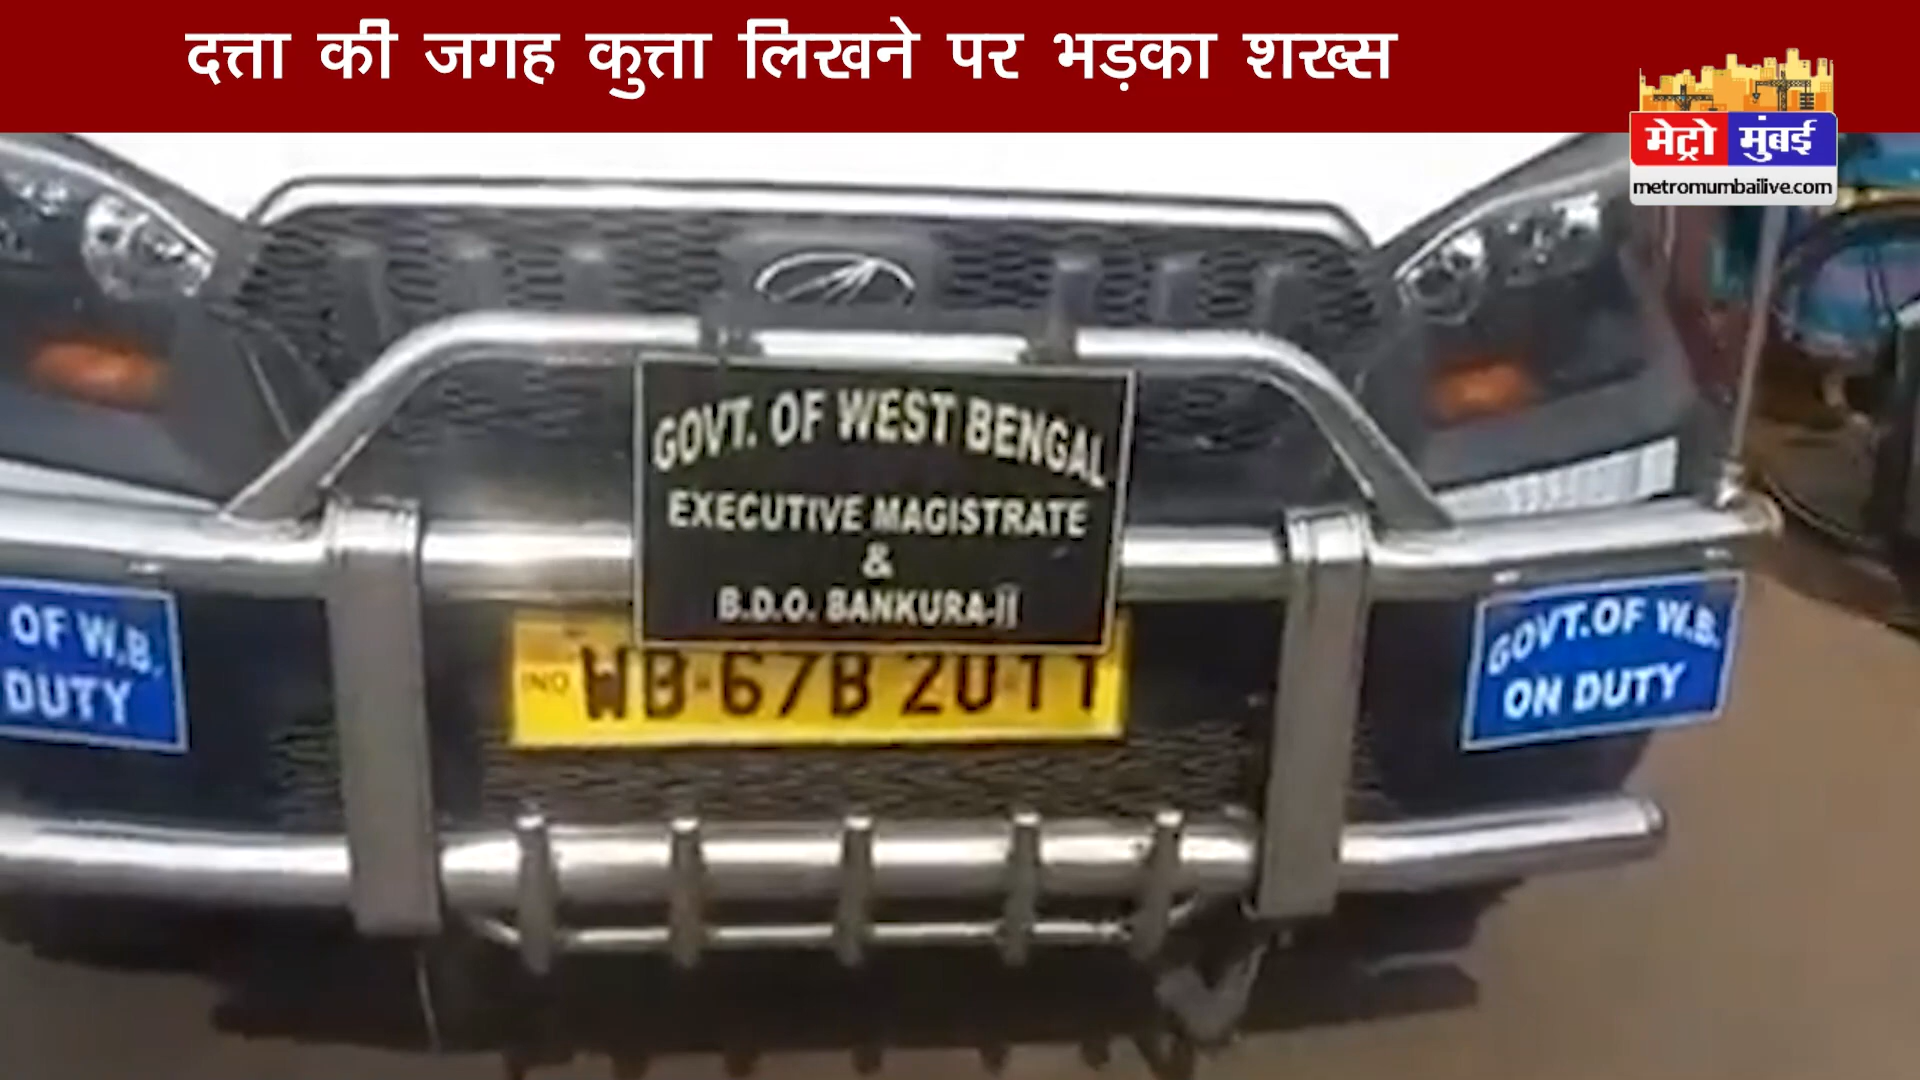 दत्ता की जगह कुत्ता लिखने पर भड़का शख्स
मेट्रो मुंबई
metromumbailive.com
GOVT. OF WEST BENGAL
EXECUTIVE MAGISTRATE
&
B.D.O. BANKURA-II
OF W.B.
DUTY
IND WB-67B 2011
GOVT.OF W.B.
ON DUTY